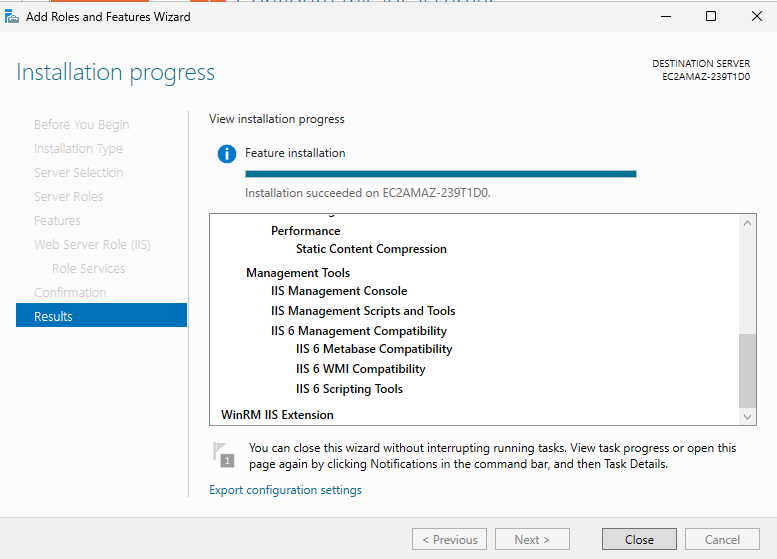 Add Roles and Features Wizard
Installation progress
DESTINATION SERVER
EC2AMAZ-239T1D0
Before You Begin
Installation Type
Server Selection
Server Roles
Features
Web Server Role (IIS)
Role Services
Confirmation
Results
View installation progress
Feature installation
Installation succeeded on EC2AMAZ-239T1D0.
Performance
Static Content Compression
Management Tools
IIS Management Console
IIS Management Scripts and Tools
IIS 6 Management Compatibility
IIS 6 Metabase Compatibility
IIS 6 WMI Compatibility
IIS 6 Scripting Tools
WinRM IIS Extension
1
You can close this wizard without interrupting running tasks. View task progress or open this
page again by clicking Notifications in the command bar, and then Task Details.
Export configuration settings
< Previous
Next >
Close
Cancel